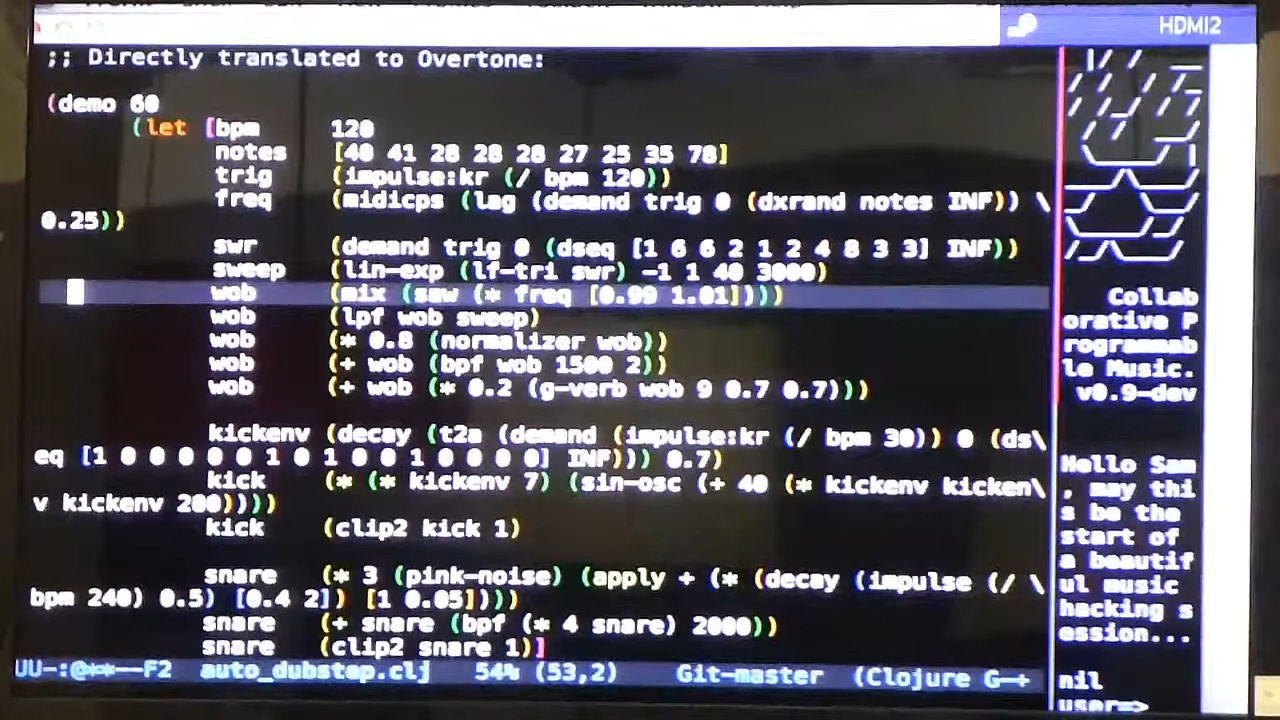 HDMI2
;; Directly translated to Overtone:
(demo 60
(let [bpm 120
notes [40 41 28 28 28 27 25 35 78]
trig (impulse:kr (/ bpm 120))
freq (midicps (lag (demand trig 0 (dxrand notes INF)) \
0.25))
swr (demand trig 0 (dseq [1 6 6 2 1 2 4 8 3 3] INF))
sweep (lin-exp (lf-tri swr) -1 1 40 3000)
wob (mix (saw (* freq [0.99 1.01])))
wob (lpf wob sweep)
wob (* 0.8 (normalizer wob))
wob (+ wob (bpf wob 1500 2))
wob (+ wob (* 0.2 (g-verb wob 9 0.7 0.7)))
kickenv (decay (t2a (demand (impulse:kr (/ bpm 30)) 0 (ds\
eq [1 0 0 0 0 0 1 0 1 0 0 1 0 0 0 0] INF))) 0.7)
kick (* (* kickenv 7) (sin-osc (+ 40 (* kickenv kicken\
v kickenv 200))))
kick (clip2 kick 1)
snare (* 3 (pink-noise) (apply + (* (decay (impulse (/ \
bpm 240) 0.5) [0.4 2]) [1 0.05])))
snare (+ snare (bpf (* 4 snare) 2000))
snare (clip2 snare 1)]
UU-:@**--F2 auto_dubstep.clj 54% (53,2) Git-master (Clojure G-+
Collab
orative P
rogrammab
le Music.
v0.9-dev
Hello Sam
, may thi
s be the
start of
a beautif
ul music
hacking s
ession...
nil
user=>